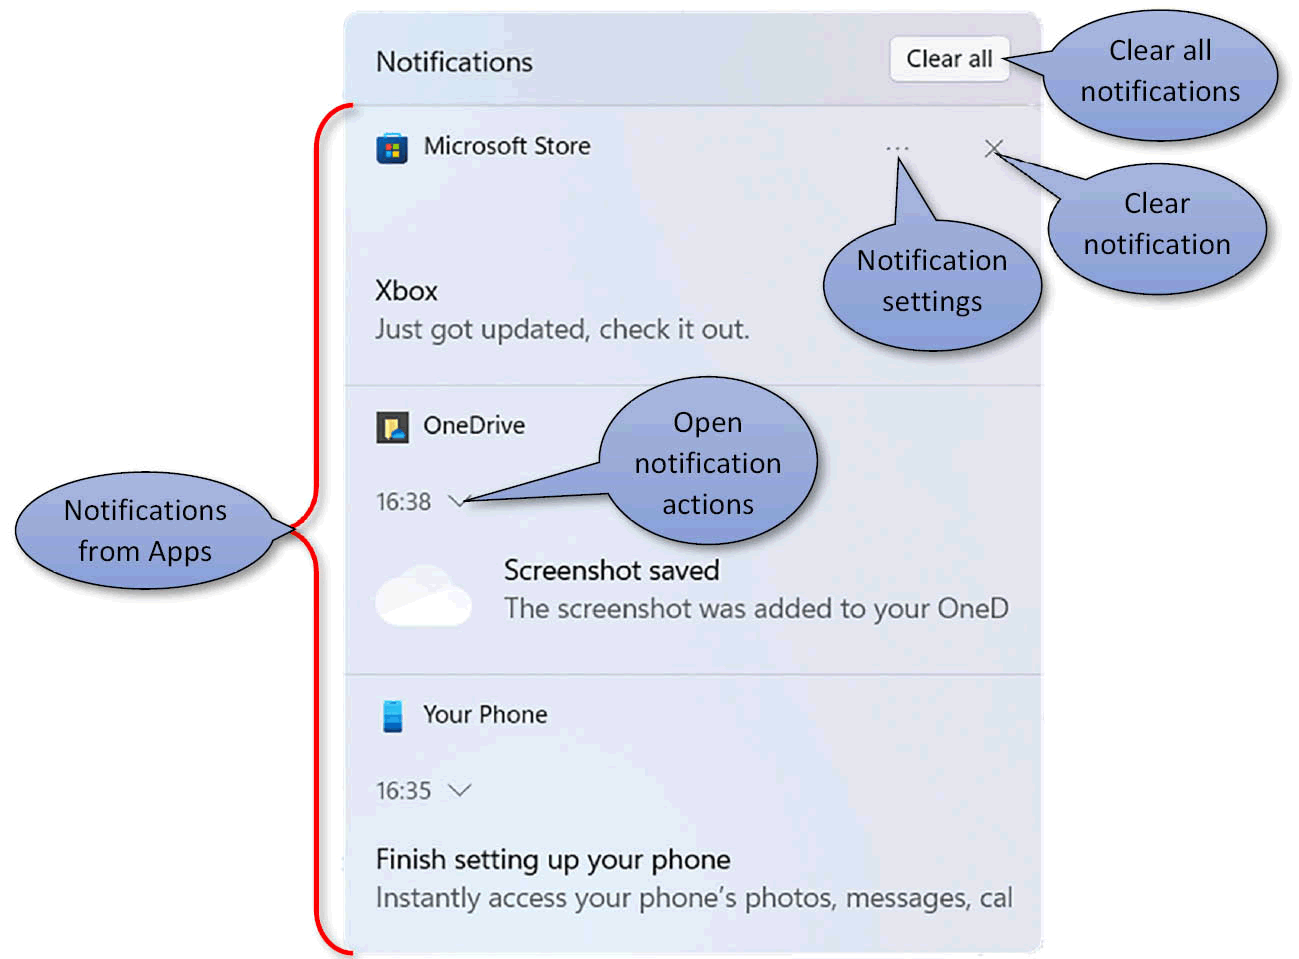 Notifications
Clear all
Clear all
notifications
Microsoft Store
...
Clear
notification
Notification
settings
Xbox
Just got updated, check it out.
OneDrive
Open
notification
actions
16:38
Notifications
from Apps
Screenshot saved
The screenshot was added to your OneD
Your Phone
16:35
Finish setting up your phone
Instantly access your phone's photos, messages, cal